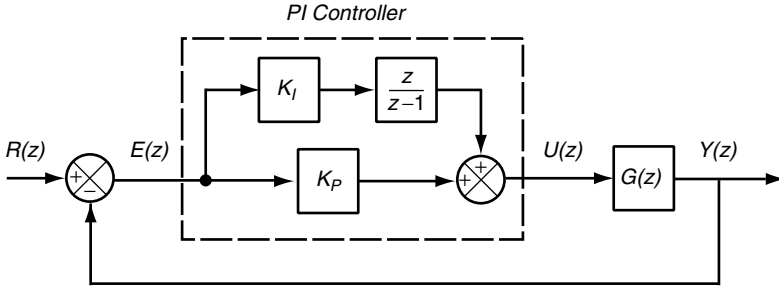 PI Controller
K_I
z
z–1
R(z)
+
–
E(z)
K_P
+
+
U(z)
G(z)
Y(z)